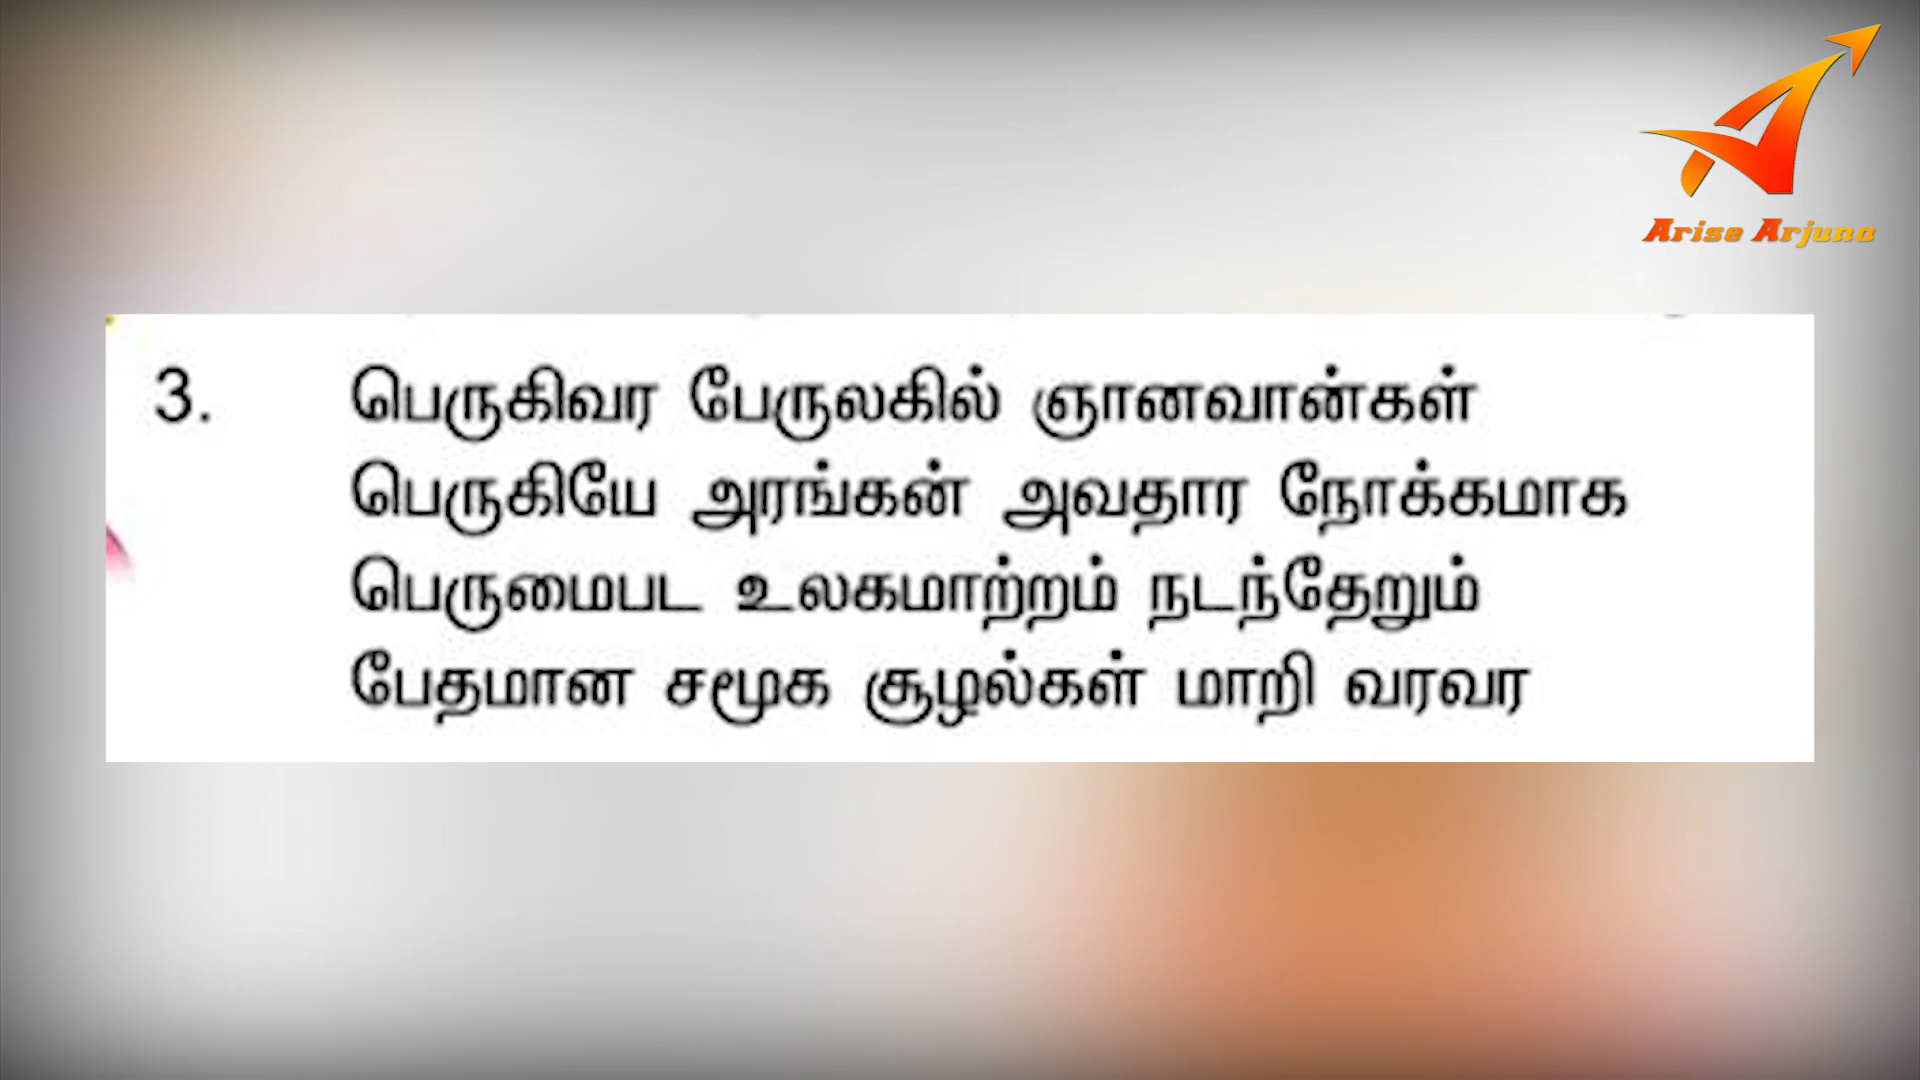 Arise Arjuna
3. பெருகிவர பேருலகில் ஞானவான்கள்
பெருகியே அரங்கன் அவதார நோக்கமாக
பெருமைபட உலகமாற்றம் நடந்தேறும்
பேதமான சமூக சூழல்கள் மாறி வரவர